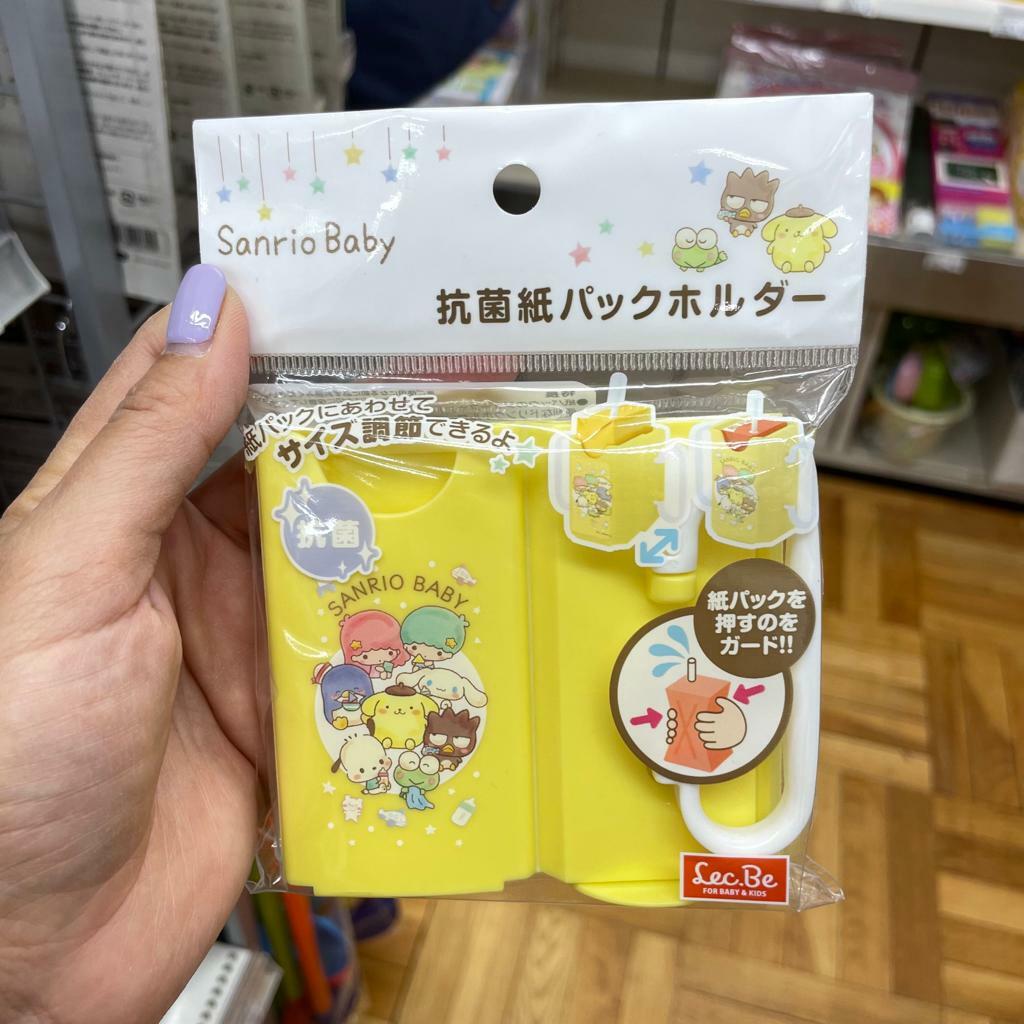 Sanrio Baby
抗菌紙パックホルダー
紙パックにあわせて
サイズ調節できるよ
抗菌
SANRIO BABY
紙パックを
押すのを
ガード!!
Lec.Be
FOR BABY & KIDS